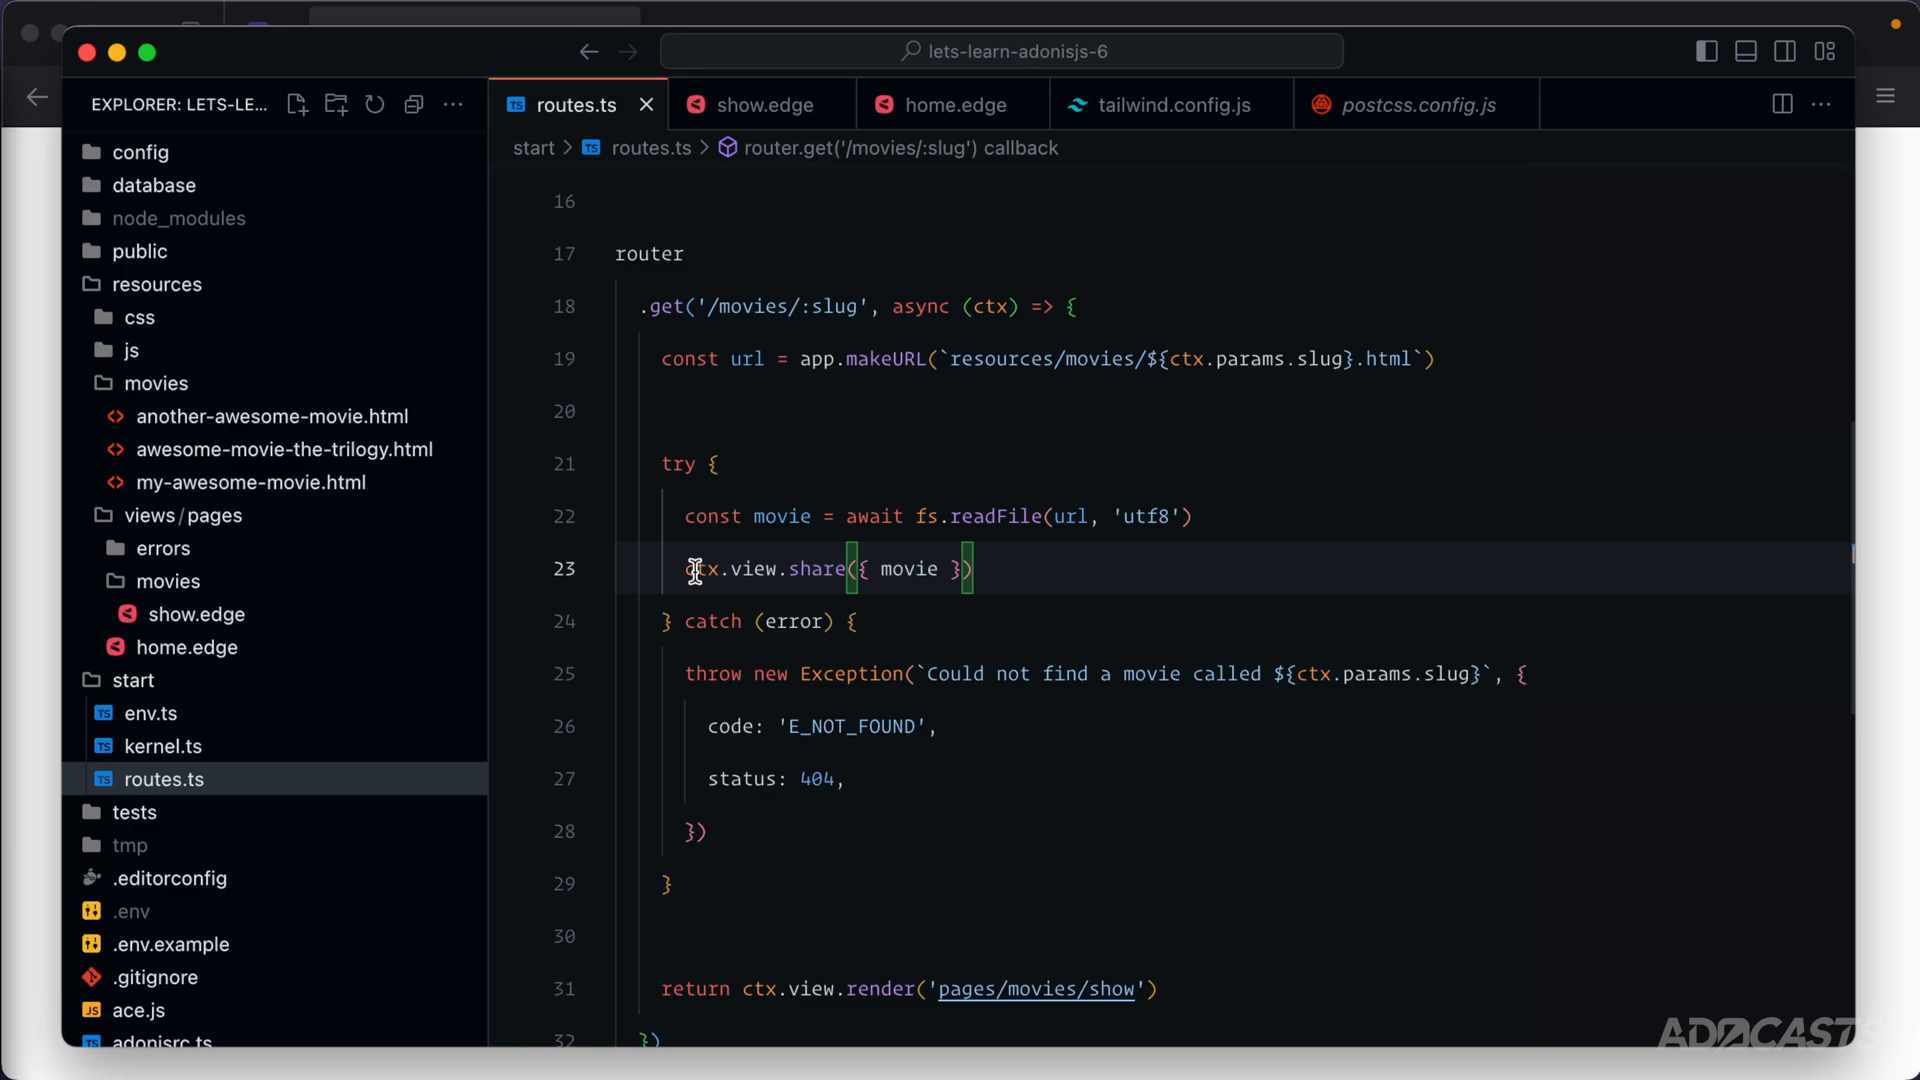 lets-learn-adonisjs-6
EXPLORER: LETS-LE...
config
database
node_modules
public
resources
css
js
movies
another-awesome-movie.html
awesome-movie-the-trilogy.html
my-awesome-movie.html
views/pages
errors
movies
show.edge
home.edge
start
env.ts
kernel.ts
routes.ts
tests
tmp
.editorconfig
.env
.env.example
.gitignore
ace.js
adonisrc.ts
routes.ts
show.edge
home.edge
tailwind.config.js
postcss.config.js
start > routes.ts > router.get('/movies/:slug') callback
16
17 router
18 .get('/movies/:slug', async (ctx) => {
19 const url = app.makeURL(`resources/movies/${ctx.params.slug}.html`)
20
21 try {
22 const movie = await fs.readFile(url, 'utf8')
23 ctx.view.share({ movie })
24 } catch (error) {
25 throw new Exception(`Could not find a movie called ${ctx.params.slug}`, {
26 code: 'E_NOT_FOUND',
27 status: 404,
28 })
29 }
30
31 return ctx.view.render('pages/movies/show')
32 })
ADOCASTS